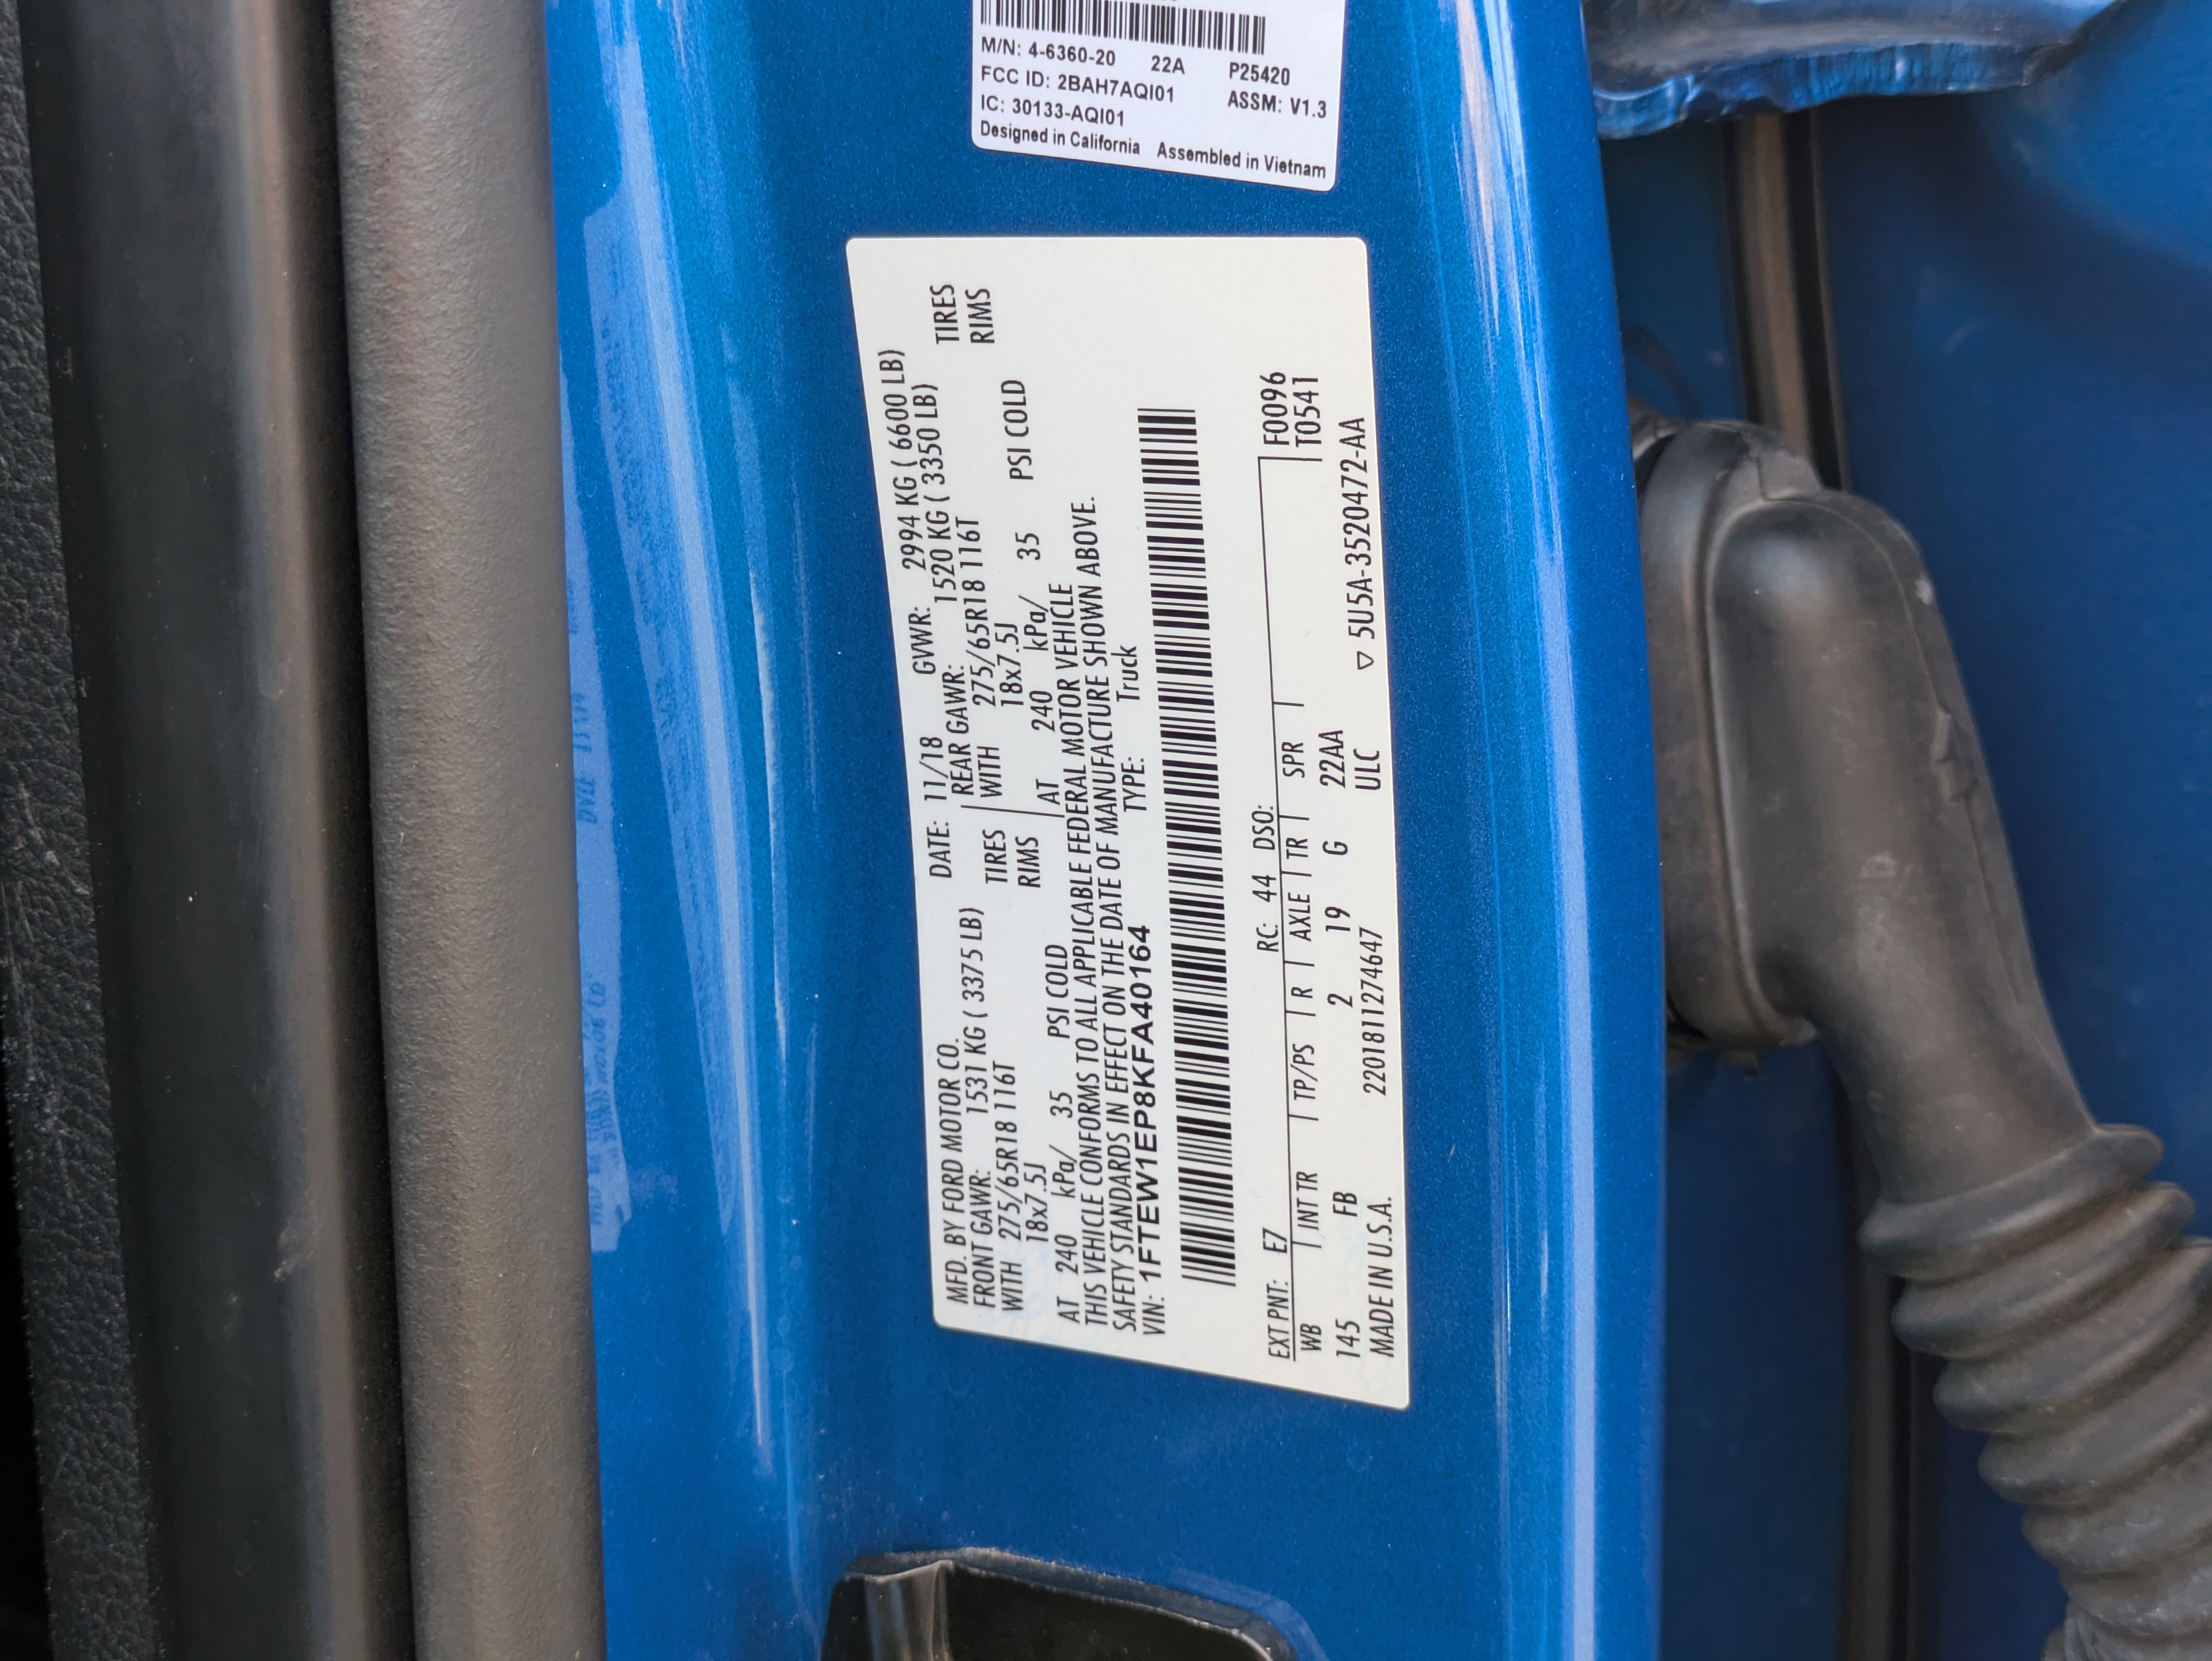 M/N: 4-6360-20 22A P25420
FCC ID: 2BAH7AQI01 ASSM: V1.3
IC: 30133-AQI01
Designed in California Assembled in Vietnam
MFD. BY FORD MOTOR CO. DATE: 11/18 GVWR: 2994 KG ( 6600 LB)
FRONT GAWR: 1531 KG ( 3375 LB) REAR GAWR: 1520 KG ( 3350 LB)
WITH 275/65R18 116T TIRES WITH 275/65R18 116T TIRES
18x7.5J RIMS 18x7.5J RIMS
AT 240 kPa/ 35 PSI COLD AT 240 kPa/ 35 PSI COLD
THIS VEHICLE CONFORMS TO ALL APPLICABLE FEDERAL MOTOR VEHICLE
SAFETY STANDARDS IN EFFECT ON THE DATE OF MANUFACTURE SHOWN ABOVE.
VIN: 1FTEW1EP8KFA40164 TYPE: Truck
EXT PNT: E7 RC: 44 DSO: F0096
WB | INT TR | TP/PS | R | AXLE | TR | SPR | T0541
145 FB 2 19 G 22AA
MADE IN U.S.A. 2201811274647 ULC ▽ 5U5A-3520472-AA